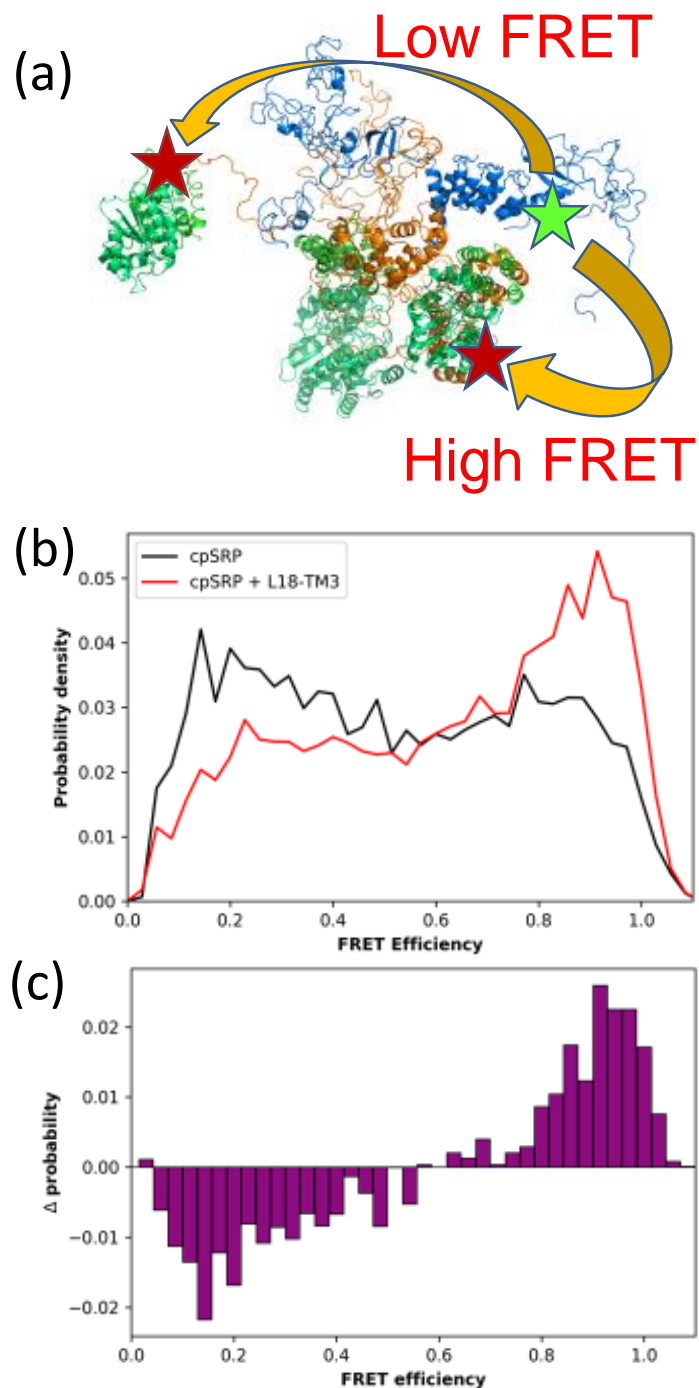 (a)
Low FRET
High FRET
(b)
cpSRP
cpSRP + L18-TM3
Probability density
0.05
0.04
0.03
0.02
0.01
0.00
0.0 0.2 0.4 0.6 0.8 1.0
FRET Efficiency
(c)
Δ probability
0.02
0.01
0.00
−0.01
−0.02
0.0 0.2 0.4 0.6 0.8 1.0
FRET efficiency